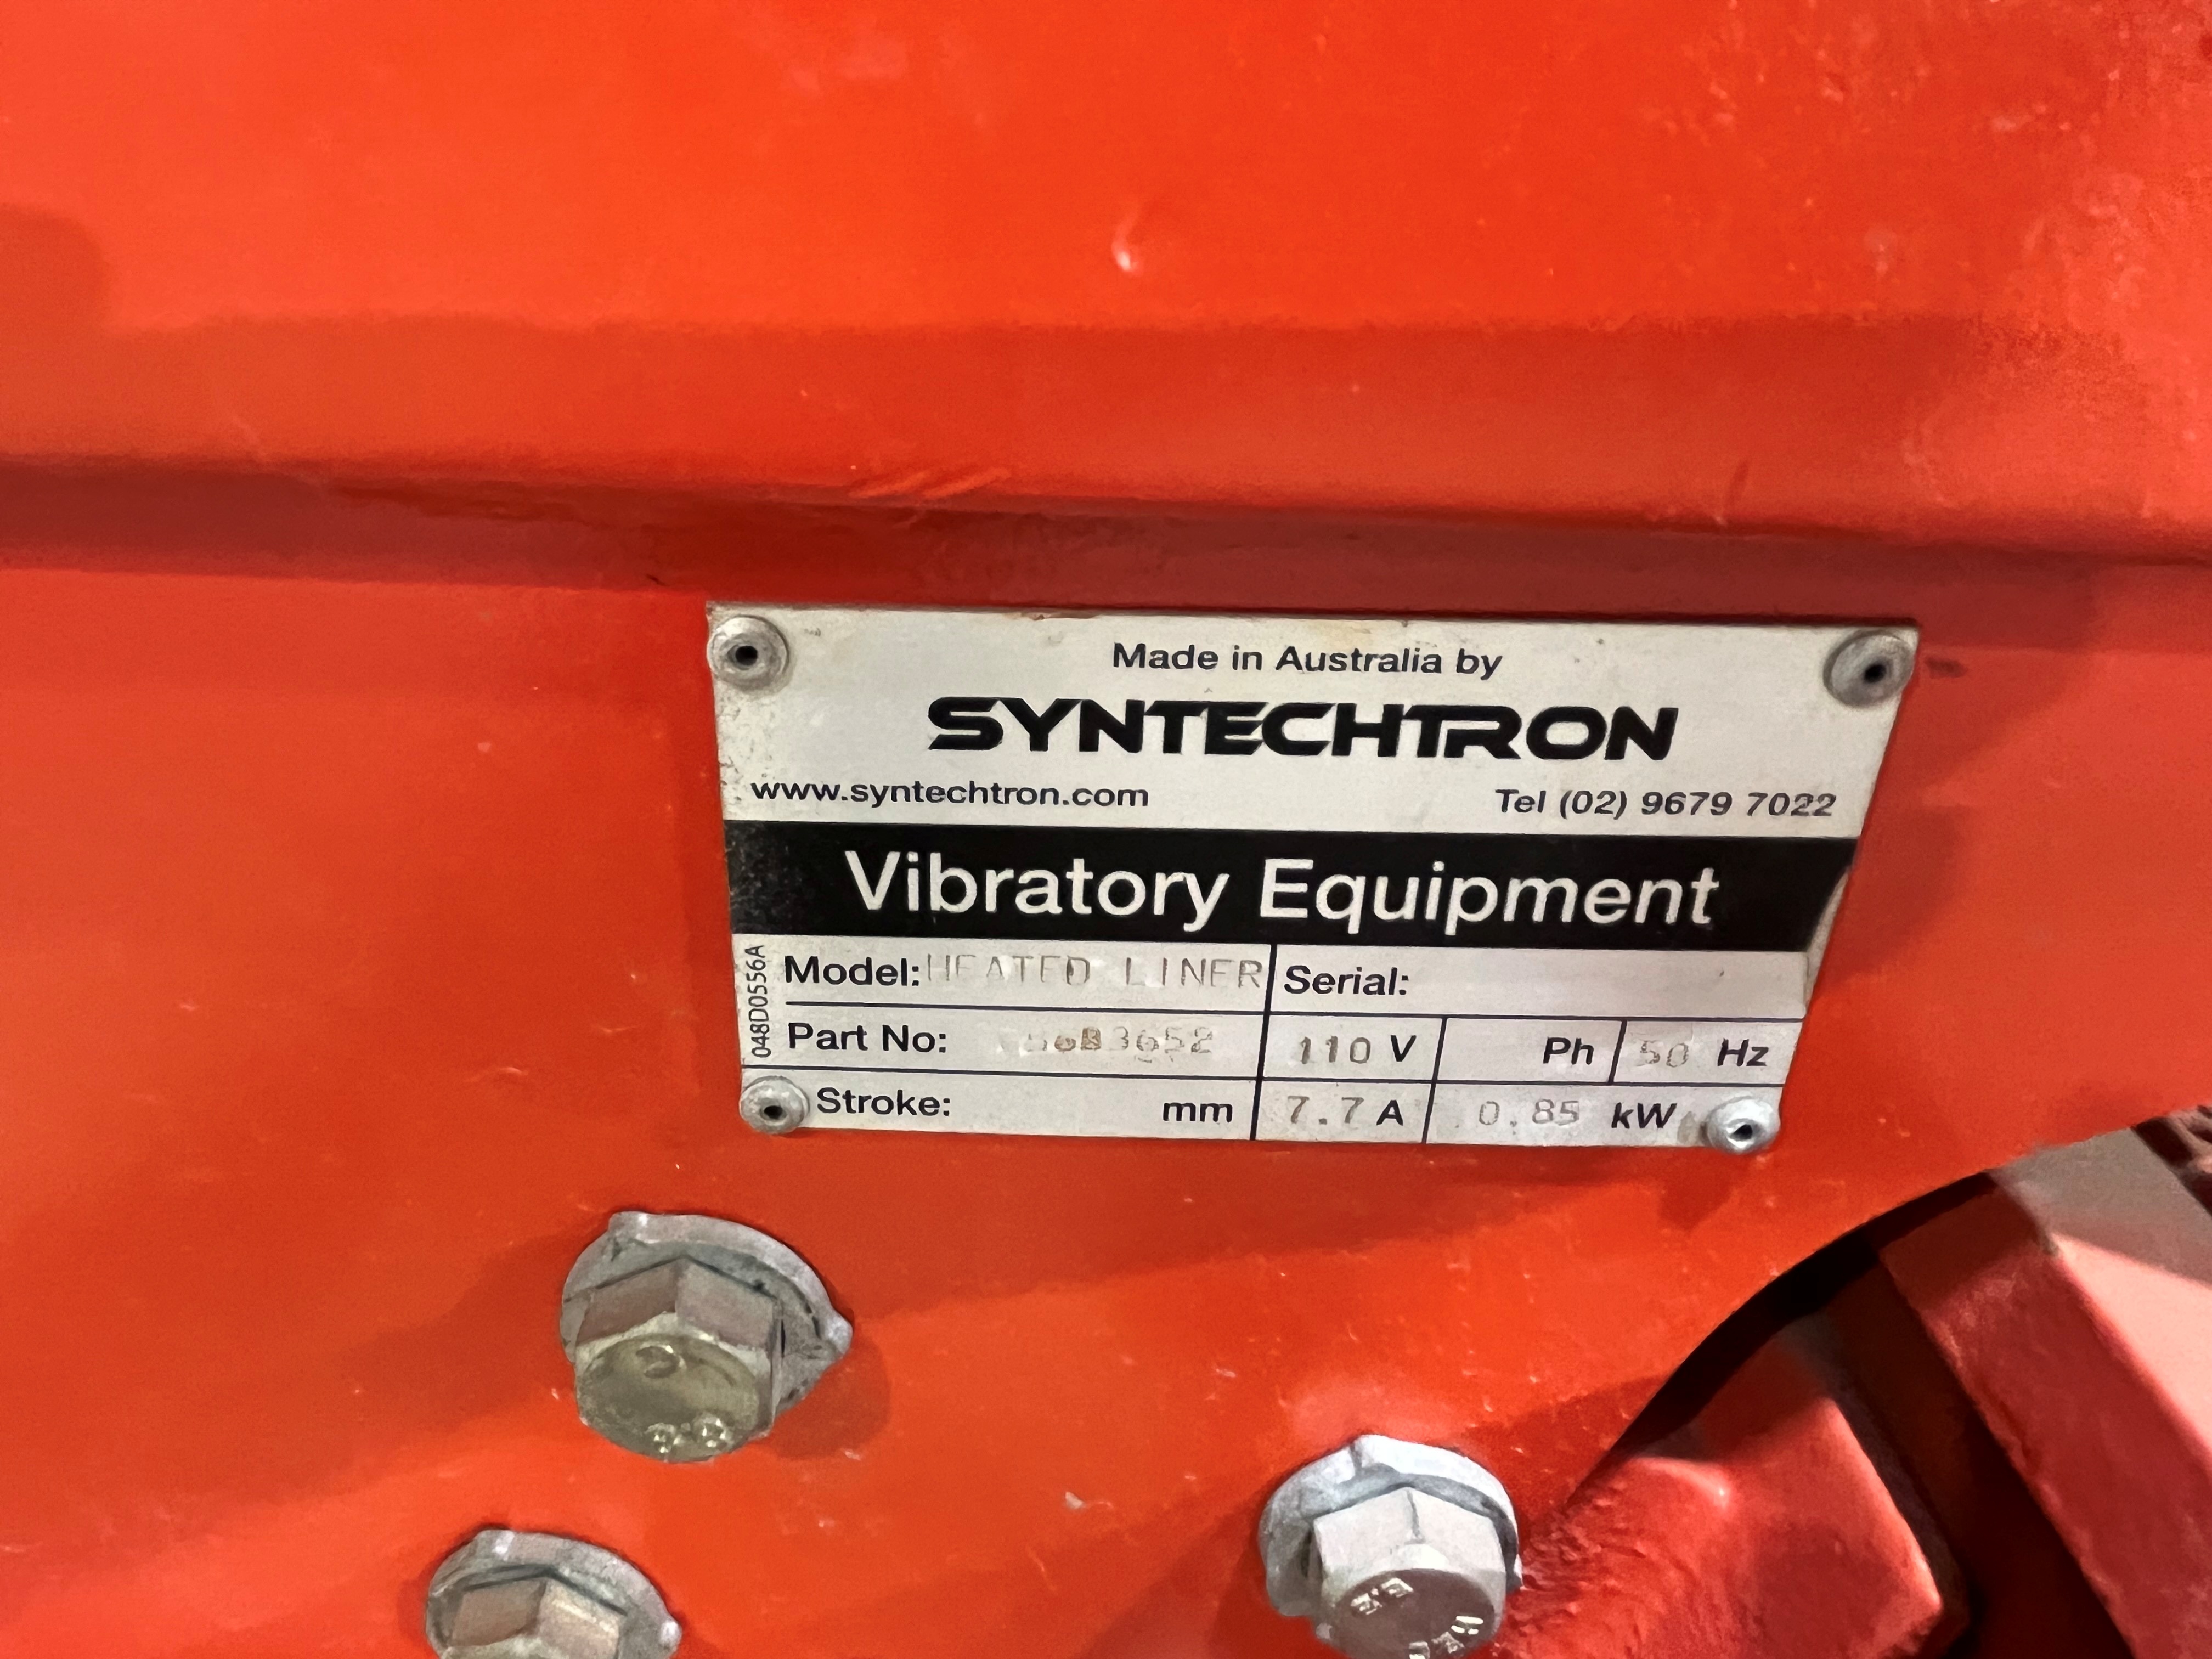 Made in Australia by
SYNTECHTRON
www.syntechtron.com Tel (02) 9679 7022
Vibratory Equipment
048D0556A
Model: HEATED LINER Serial:
Part No: 110 V Ph 50 Hz
Stroke: mm 7.7 A 0.85 kW